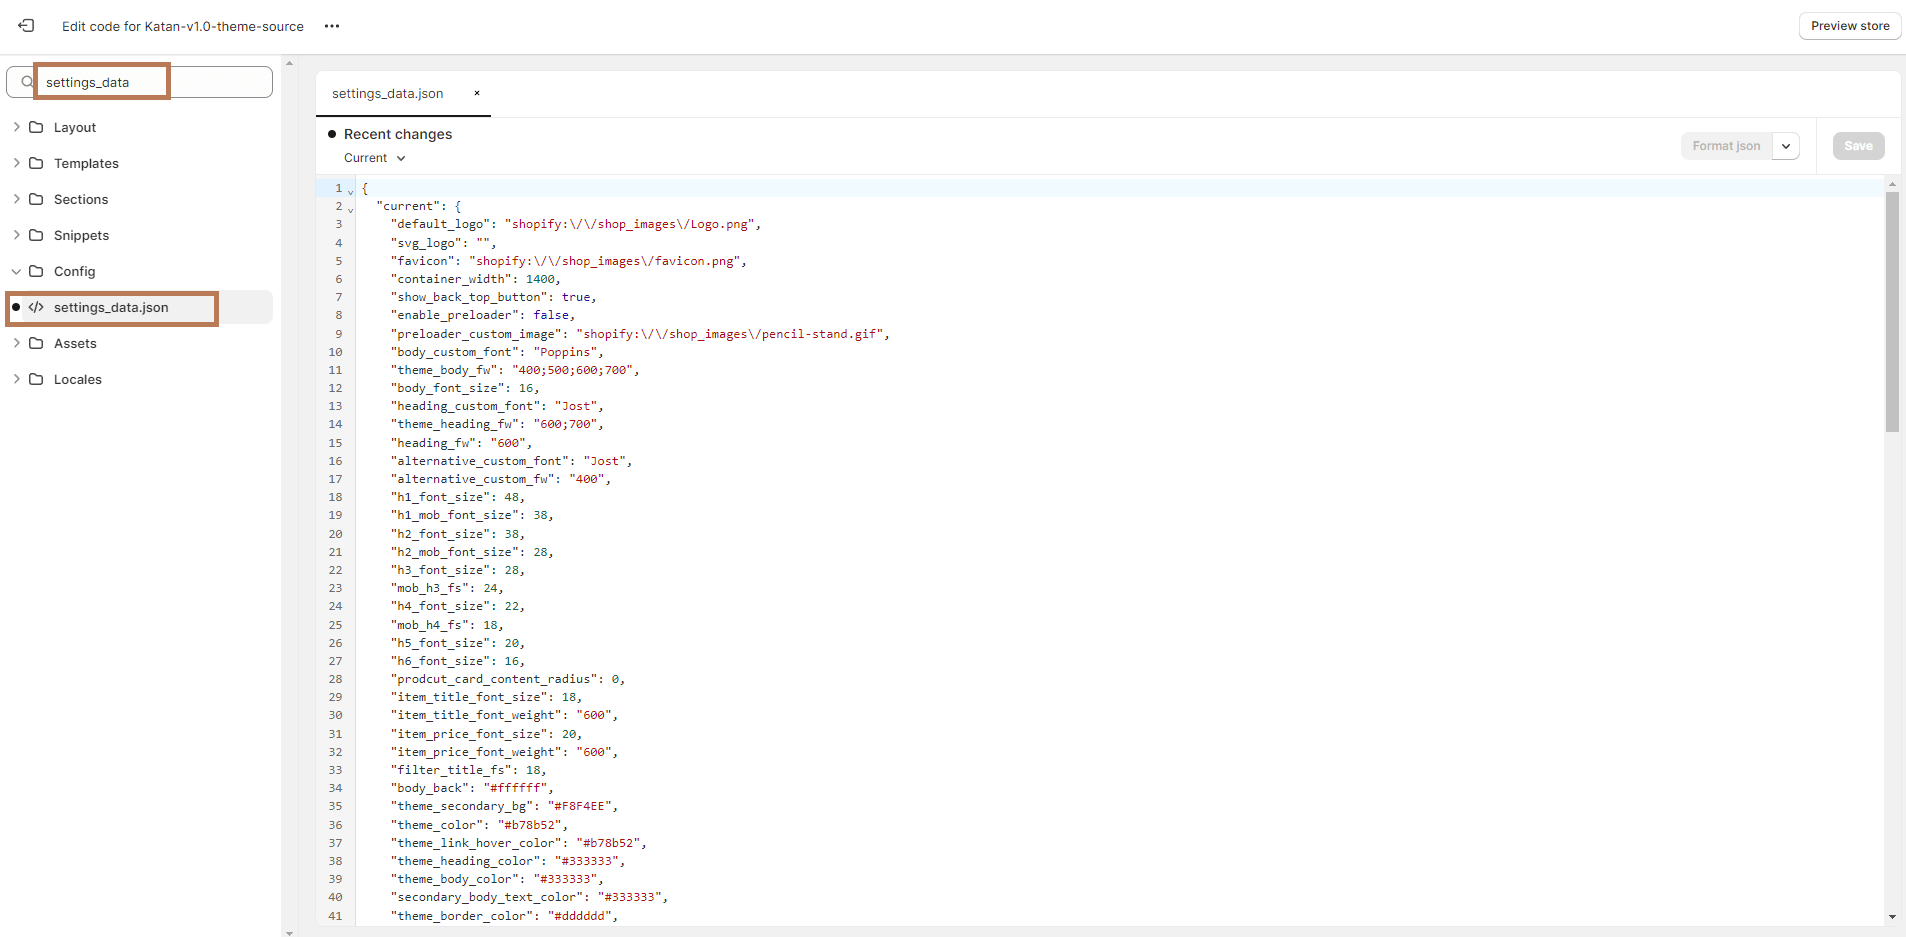 Edit code for Katan-v1.0-theme-source ···
Preview store
settings_data
Layout
Templates
Sections
Snippets
Config
</> settings_data.json
Assets
Locales
settings_data.json ×
Recent changes
Current
Format json
Save
1 {
2 "current": {
3 "default_logo": "shopify:\/\/shop_images\/Logo.png",
4 "svg_logo": "",
5 "favicon": "shopify:\/\/shop_images\/favicon.png",
6 "container_width": 1400,
7 "show_back_top_button": true,
8 "enable_preloader": false,
9 "preloader_custom_image": "shopify:\/\/shop_images\/pencil-stand.gif",
10 "body_custom_font": "Poppins",
11 "theme_body_fw": "400;500;600;700",
12 "body_font_size": 16,
13 "heading_custom_font": "Jost",
14 "theme_heading_fw": "600;700",
15 "heading_fw": "600",
16 "alternative_custom_font": "Jost",
17 "alternative_custom_fw": "400",
18 "h1_font_size": 48,
19 "h1_mob_font_size": 38,
20 "h2_font_size": 38,
21 "h2_mob_font_size": 28,
22 "h3_font_size": 28,
23 "mob_h3_fs": 24,
24 "h4_font_size": 22,
25 "mob_h4_fs": 18,
26 "h5_font_size": 20,
27 "h6_font_size": 16,
28 "prodcut_card_content_radius": 0,
29 "item_title_font_size": 18,
30 "item_title_font_weight": "600",
31 "item_price_font_size": 20,
32 "item_price_font_weight": "600",
33 "filter_title_fs": 18,
34 "body_back": "#ffffff",
35 "theme_secondary_bg": "#F8F4EE",
36 "theme_color": "#b78b52",
37 "theme_link_hover_color": "#b78b52",
38 "theme_heading_color": "#333333",
39 "theme_body_color": "#333333",
40 "secondary_body_text_color": "#333333",
41 "theme_border_color": "#dddddd",